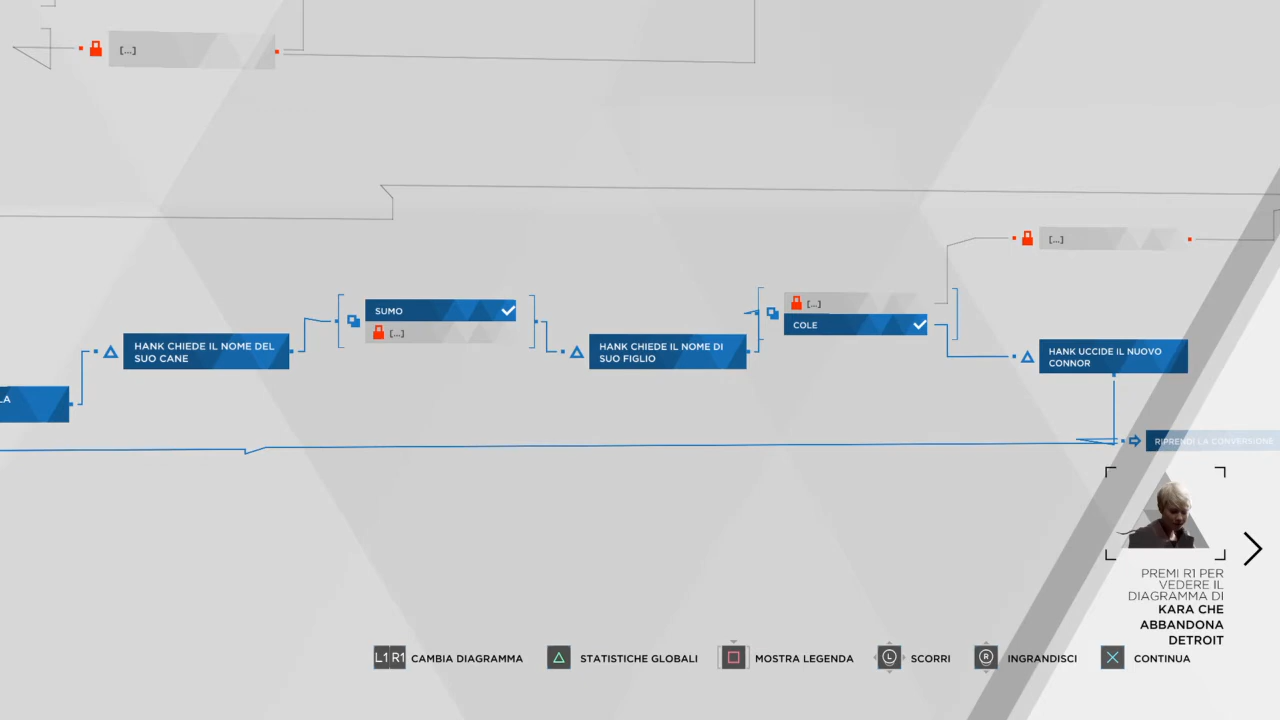 [...]
[...]
SUMO
[...]
[...]
COLE
HANK CHIEDE IL NOME DEL
SUO CANE
HANK CHIEDE IL NOME DI
SUO FIGLIO
HANK UCCIDE IL NUOVO
CONNOR
LA
RIPRENDI LA CONVERSIONE
PREMI R1 PER
VEDERE IL
DIAGRAMMA DI
KARA CHE
ABBANDONA
DETROIT
L1 R1 CAMBIA DIAGRAMMA
STATISTICHE GLOBALI
MOSTRA LEGENDA
L SCORRI
R INGRANDISCI
CONTINUA